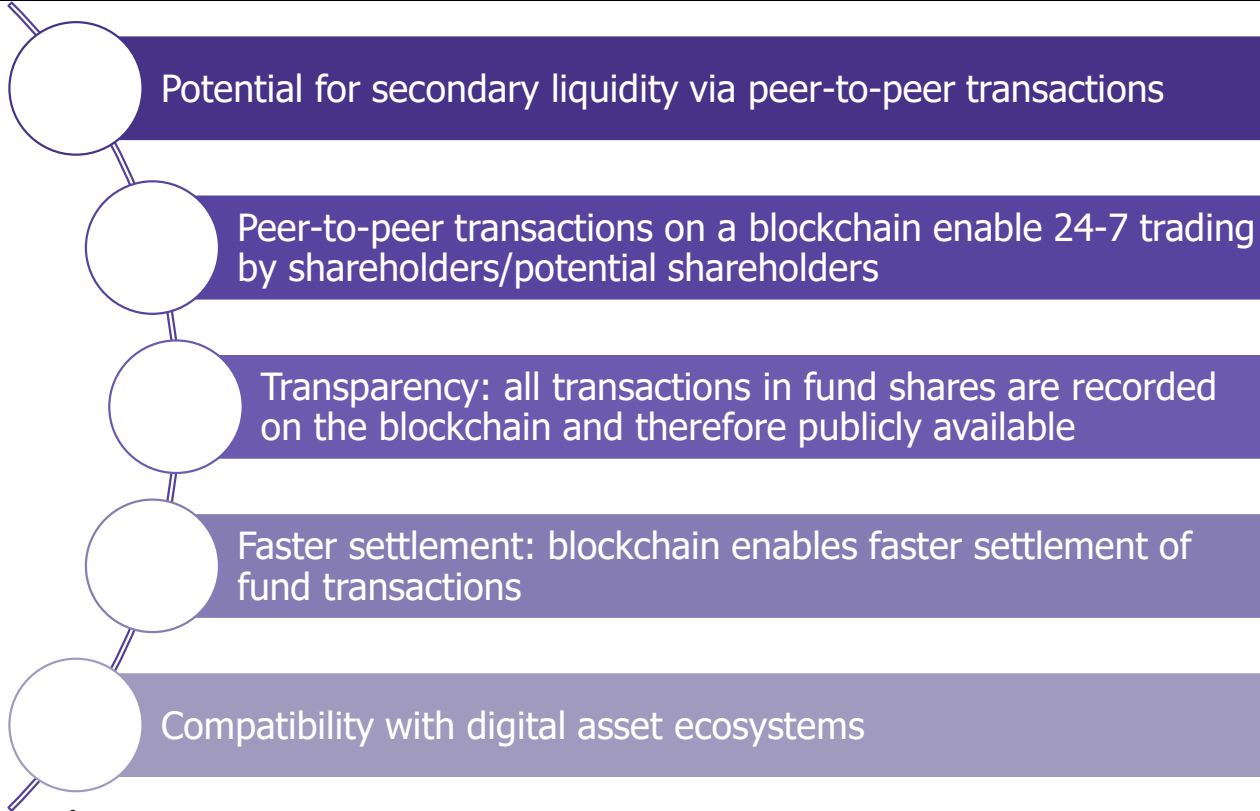 Potential for secondary liquidity via peer-to-peer transactions
Peer-to-peer transactions on a blockchain enable 24-7 trading
by shareholders/potential shareholders
Transparency: all transactions in fund shares are recorded
on the blockchain and therefore publicly available
Faster settlement: blockchain enables faster settlement of
fund transactions
Compatibility with digital asset ecosystems